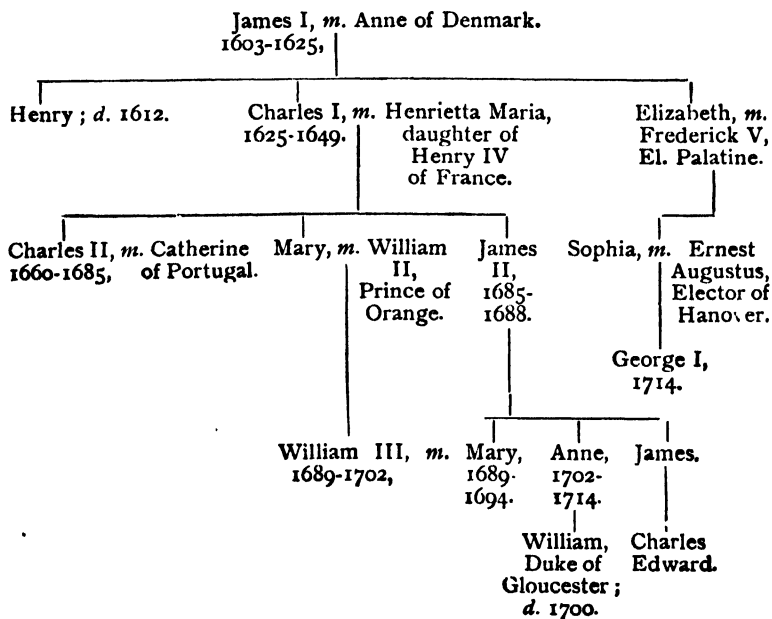 James I, m. Anne of Denmark.
1603-1625,
Henry ; d. 1612.
Charles I, m. Henrietta Maria,
1625-1649. daughter of
Henry IV
of France.
Elizabeth, m.
Frederick V,
El. Palatine.
Charles II, m. Catherine
1660-1685, of Portugal.
Mary, m. William
II,
Prince of
Orange.
James
II,
1685-
1688.
Sophia, m. Ernest
Augustus,
Elector of
Hanover.
George I,
1714.
William III, m. Mary,
1689-1702, 1689-
1694.
Anne,
1702-
1714.
James.
William,
Duke of
Gloucester ;
d. 1700.
Charles
Edward.